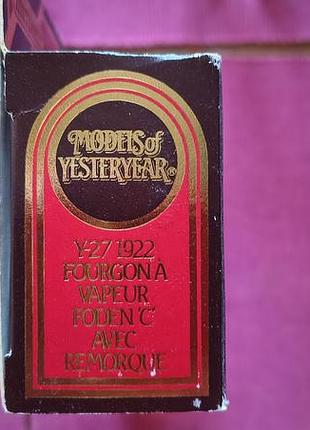 MODELS of
YESTERYEAR®
Y-27 1922
FOURGON À
VAPEUR
FODEN "C"
AVEC
REMORQUE